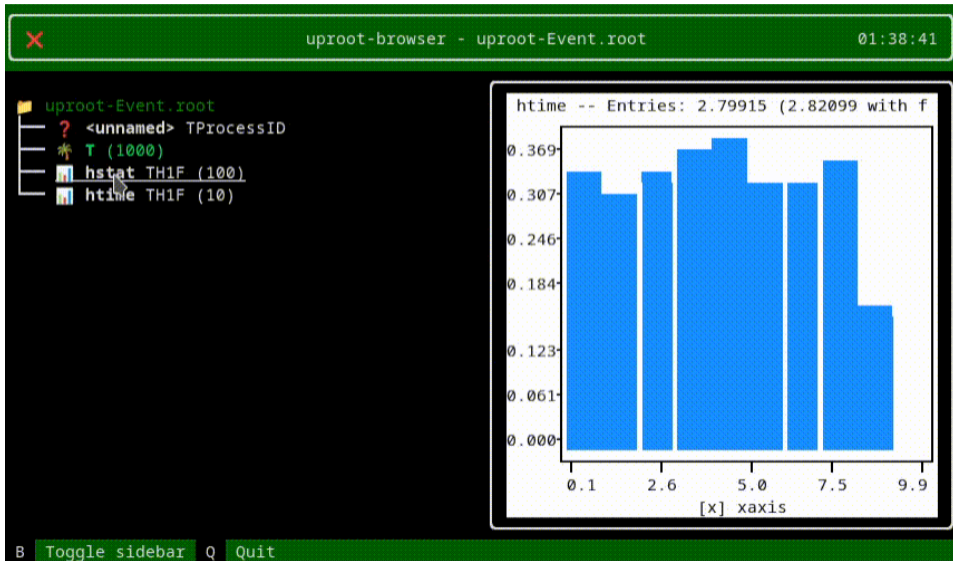 uproot-browser - uproot-Event.root 01:38:41
uproot-Event.root
<unnamed> TProcessID
T (1000)
hstat TH1F (100)
htime TH1F (10)
htime -- Entries: 2.79915 (2.82099 with f
0.369
0.307
0.246
0.184
0.123
0.061
0.000
0.1 2.6 5.0 7.5 9.9
[x] xaxis
B Toggle sidebar Q Quit